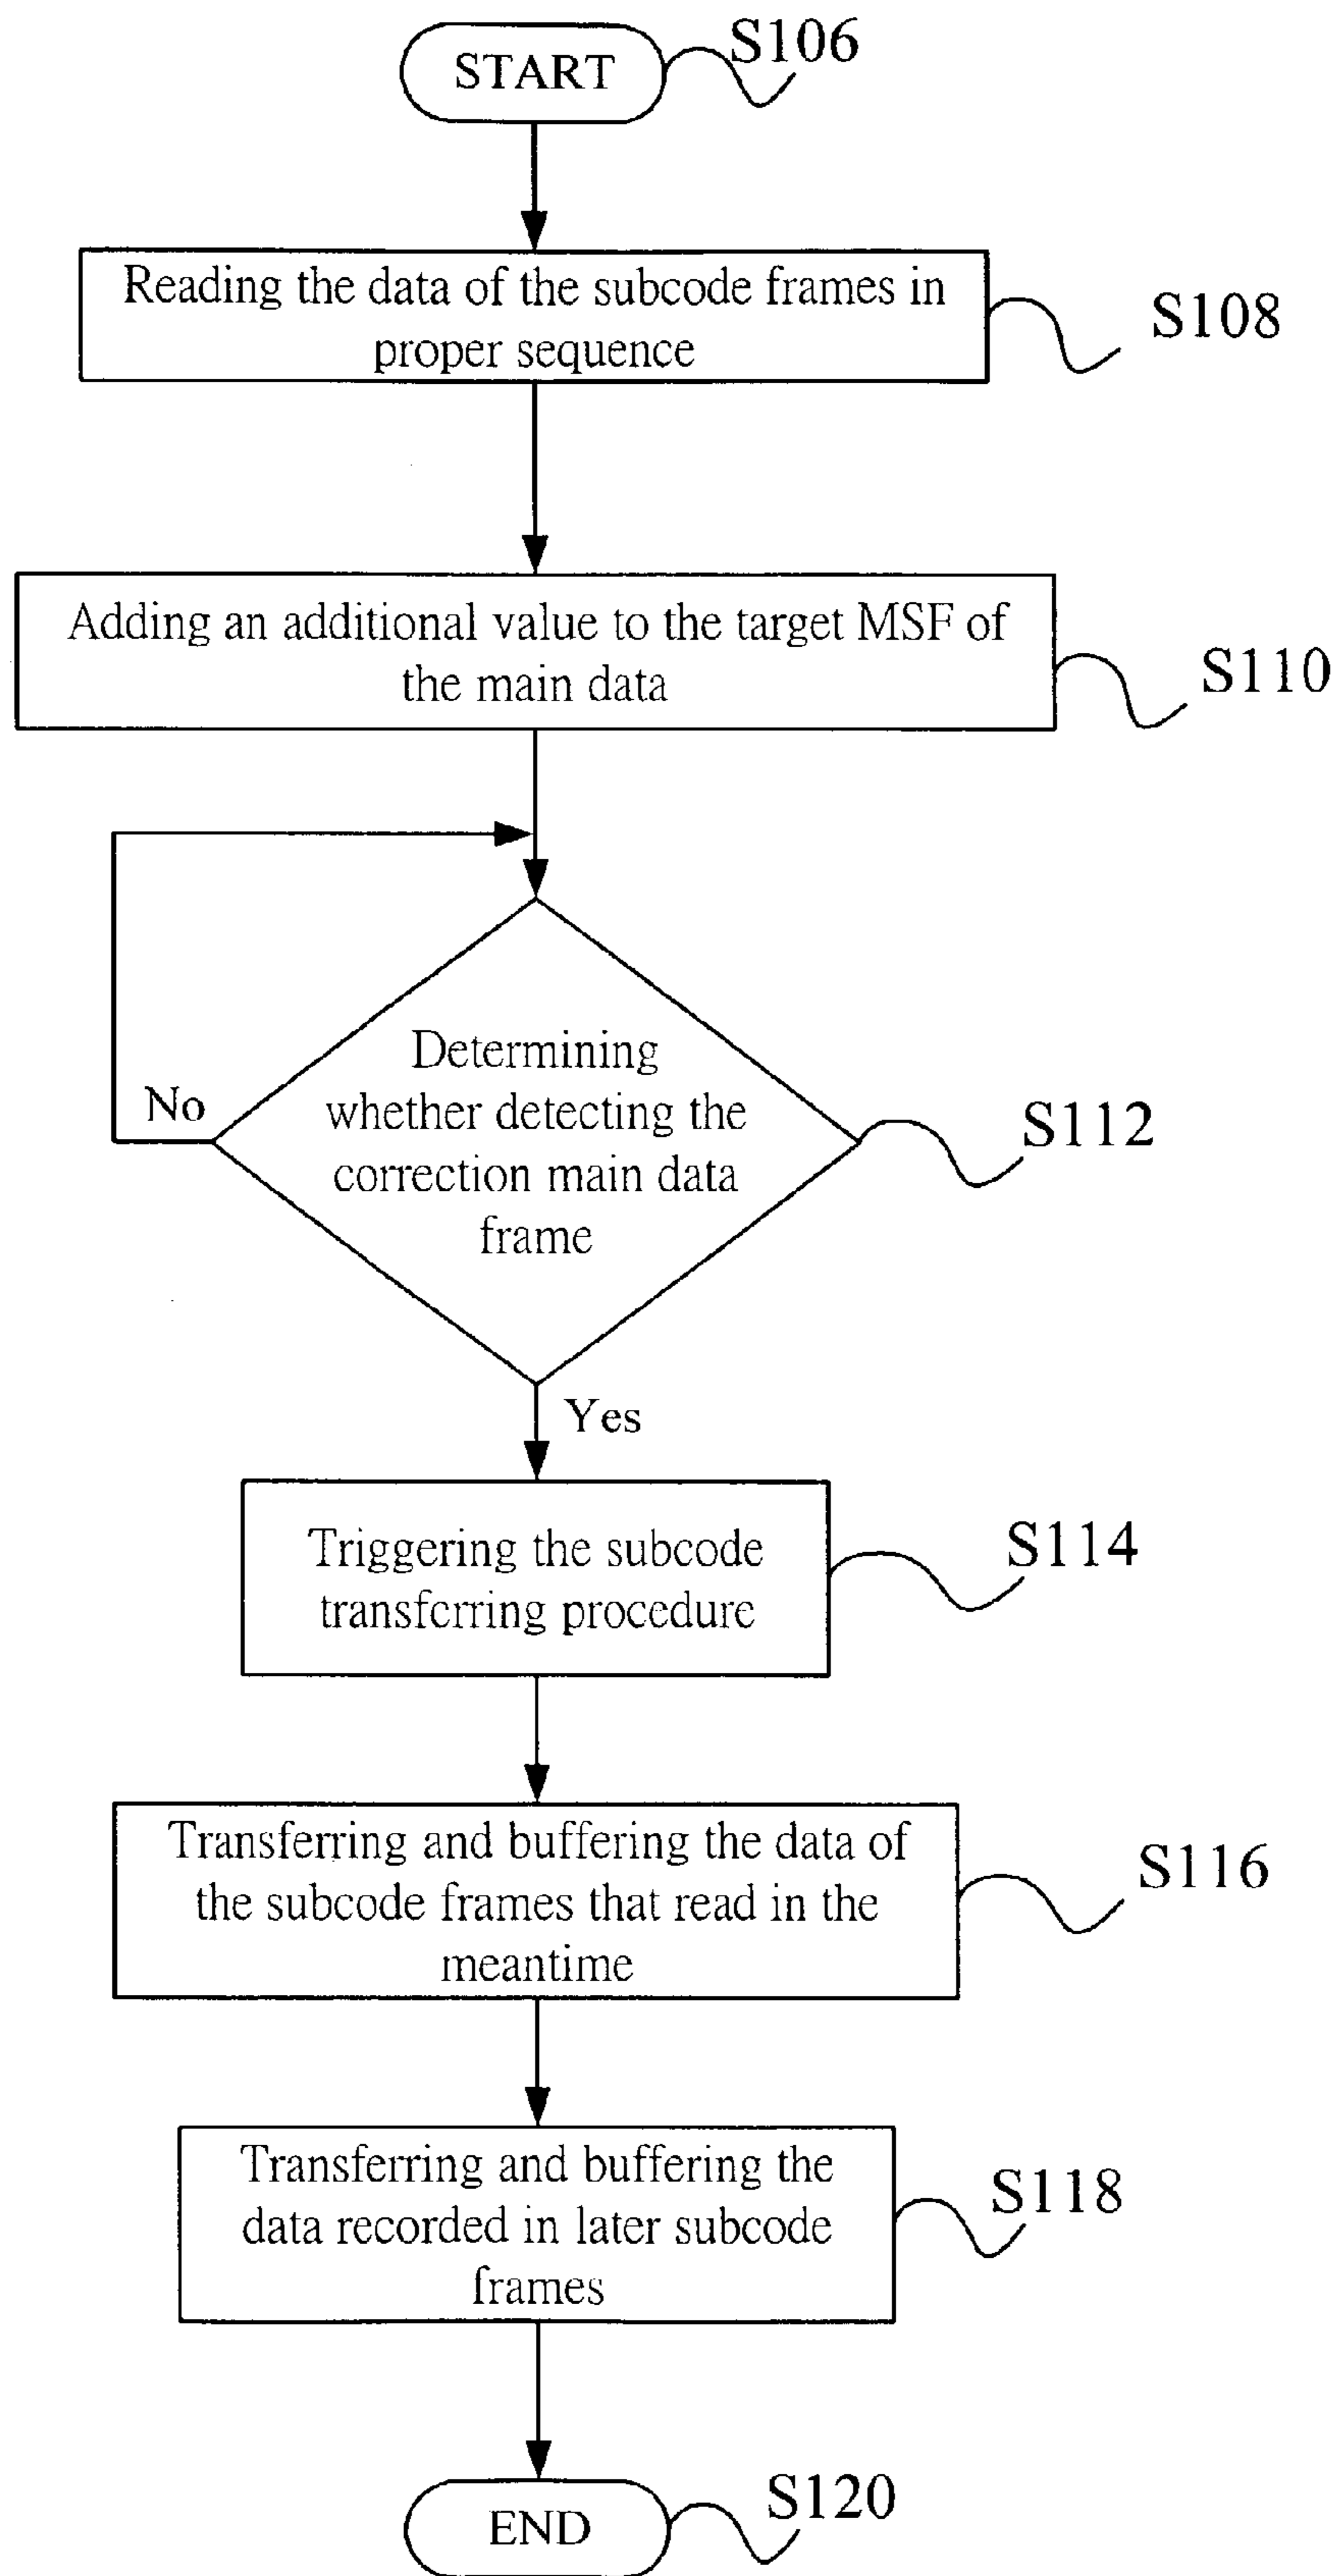 START
S106
Reading the data of the subcode frames in
proper sequence
S108
Adding an additional value to the target MSF of
the main data
S110
Determining
whether detecting the
correction main data
frame
No
S112
Yes
Triggering the subcode
transferring procedure
S114
Transferring and buffering the data of
the subcode frames that read in the
meantime
S116
Transferring and buffering the
data recorded in later subcode
frames
S118
END
S120